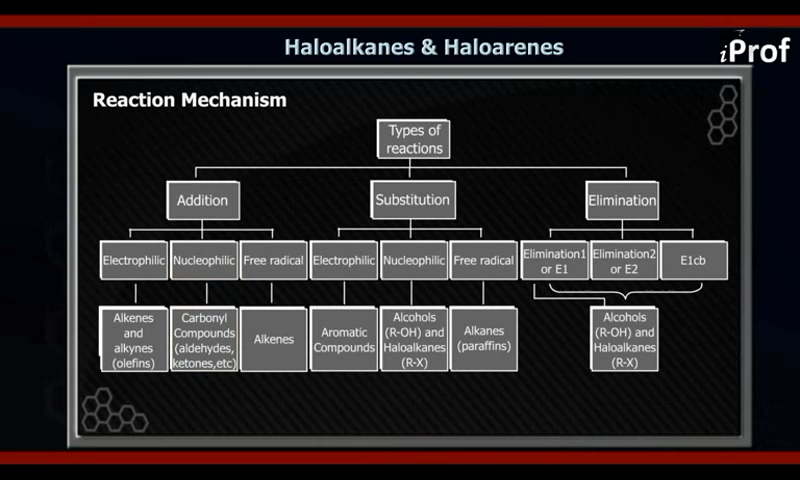 Haloalkanes & Haloarenes
iProf
Reaction Mechanism
Types of
reactions
Addition
Substitution
Elimination
Electrophilic
Nucleophilic
Free radical
Electrophilic
Nucleophilic
Free radical
Elimination1
or E1
Elimination2
or E2
E1cb
Alkenes
and
alkynes
(olefins)
Carbonyl
Compounds
(aldehydes,
ketones,etc)
Alkenes
Aromatic
Compounds
Alcohols
(R-OH) and
Haloalkanes
(R-X)
Alkanes
(paraffins)
Alcohols
(R-OH) and
Haloalkanes
(R-X)